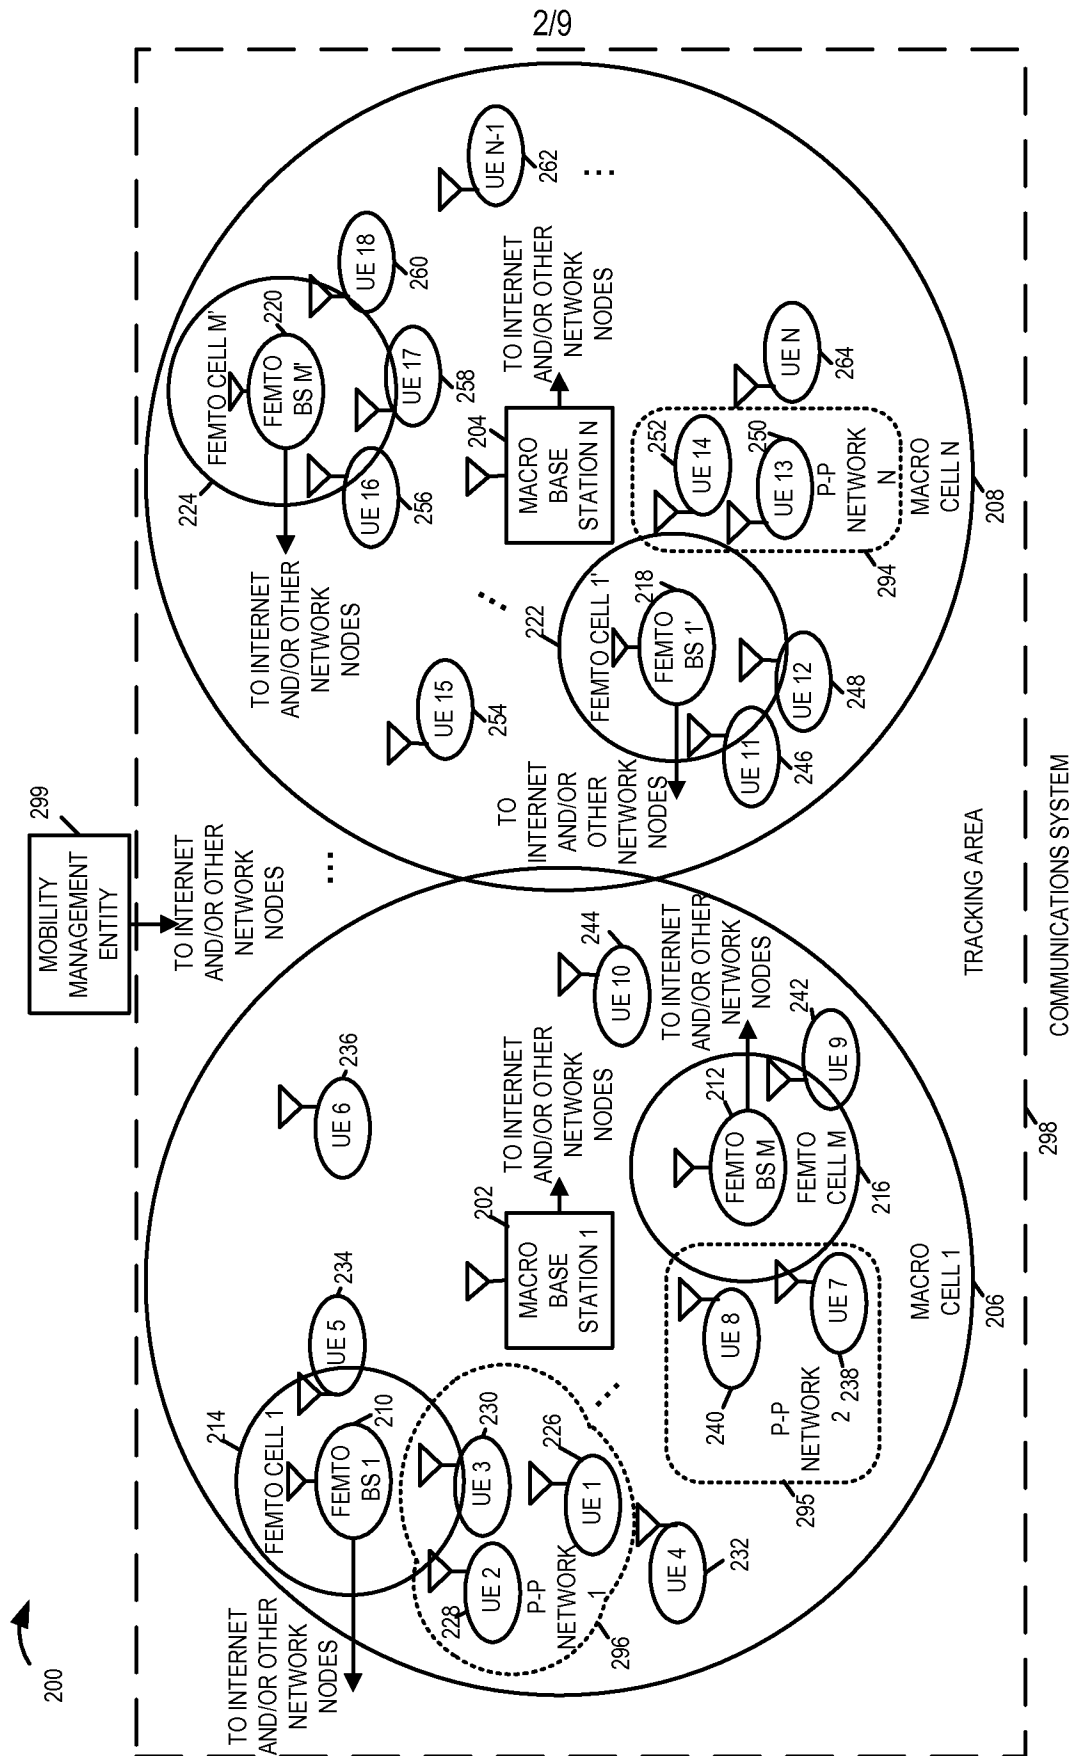 2/9
200
MOBILITY
MANAGEMENT
ENTITY
299
TO INTERNET
AND/OR OTHER
NETWORK
NODES
...
TO INTERNET
AND/OR OTHER
NETWORK
NODES
214
FEMTO CELL 1
FEMTO
BS 1
210
UE 5
234
UE 6
236
UE 3
230
UE 2
228
UE 1
226
P-P
NETWORK
1
296
...
UE 4
232
MACRO
BASE
STATION 1
202
TO INTERNET
AND/OR OTHER
NETWORK
NODES
UE 10
244
UE 8
240
UE 7
238
P-P
NETWORK
2
295
FEMTO
BS M
212
FEMTO
CELL M
216
TO INTERNET
AND/OR OTHER
NETWORK
NODES
UE 9
242
MACRO
CELL 1
206
224
FEMTO CELL M'
FEMTO
BS M'
220
TO INTERNET
AND/OR OTHER
NETWORK
NODES
UE 16
256
UE 17
258
UE 18
260
UE 15
254
...
UE N-1
262
...
MACRO
BASE
STATION N
204
TO INTERNET
AND/OR OTHER
NETWORK
NODES
222
FEMTO CELL 1'
FEMTO
BS 1'
218
TO
INTERNET
AND/OR
OTHER
NETWORK
NODES
UE 11
246
UE 12
248
UE 14
252
UE 13
250
P-P
NETWORK
N
294
UE N
264
MACRO
CELL N
208
TRACKING AREA
298
COMMUNICATIONS SYSTEM